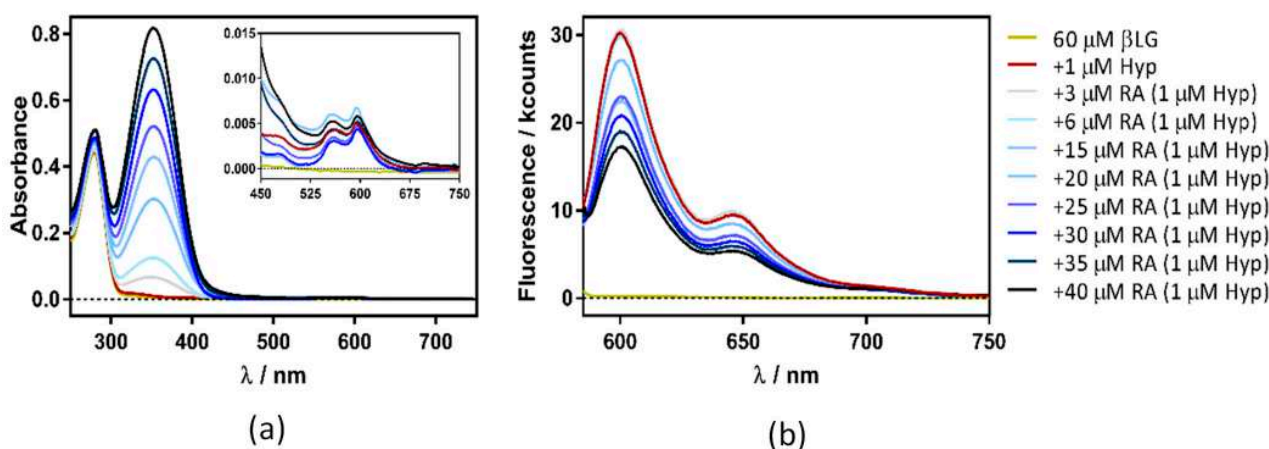 Absorbance
0.8
0.6
0.4
0.2
0.0
300 400 500 600 700
λ / nm
0.015
0.010
0.005
0.000
450 525 600 675 750
(a)
Fluorescence / kcounts
30
20
10
0
600 650 700 750
λ / nm
(b)
60 μM βLG
+1 μM Hyp
+3 μM RA (1 μM Hyp)
+6 μM RA (1 μM Hyp)
+15 μM RA (1 μM Hyp)
+20 μM RA (1 μM Hyp)
+25 μM RA (1 μM Hyp)
+30 μM RA (1 μM Hyp)
+35 μM RA (1 μM Hyp)
+40 μM RA (1 μM Hyp)